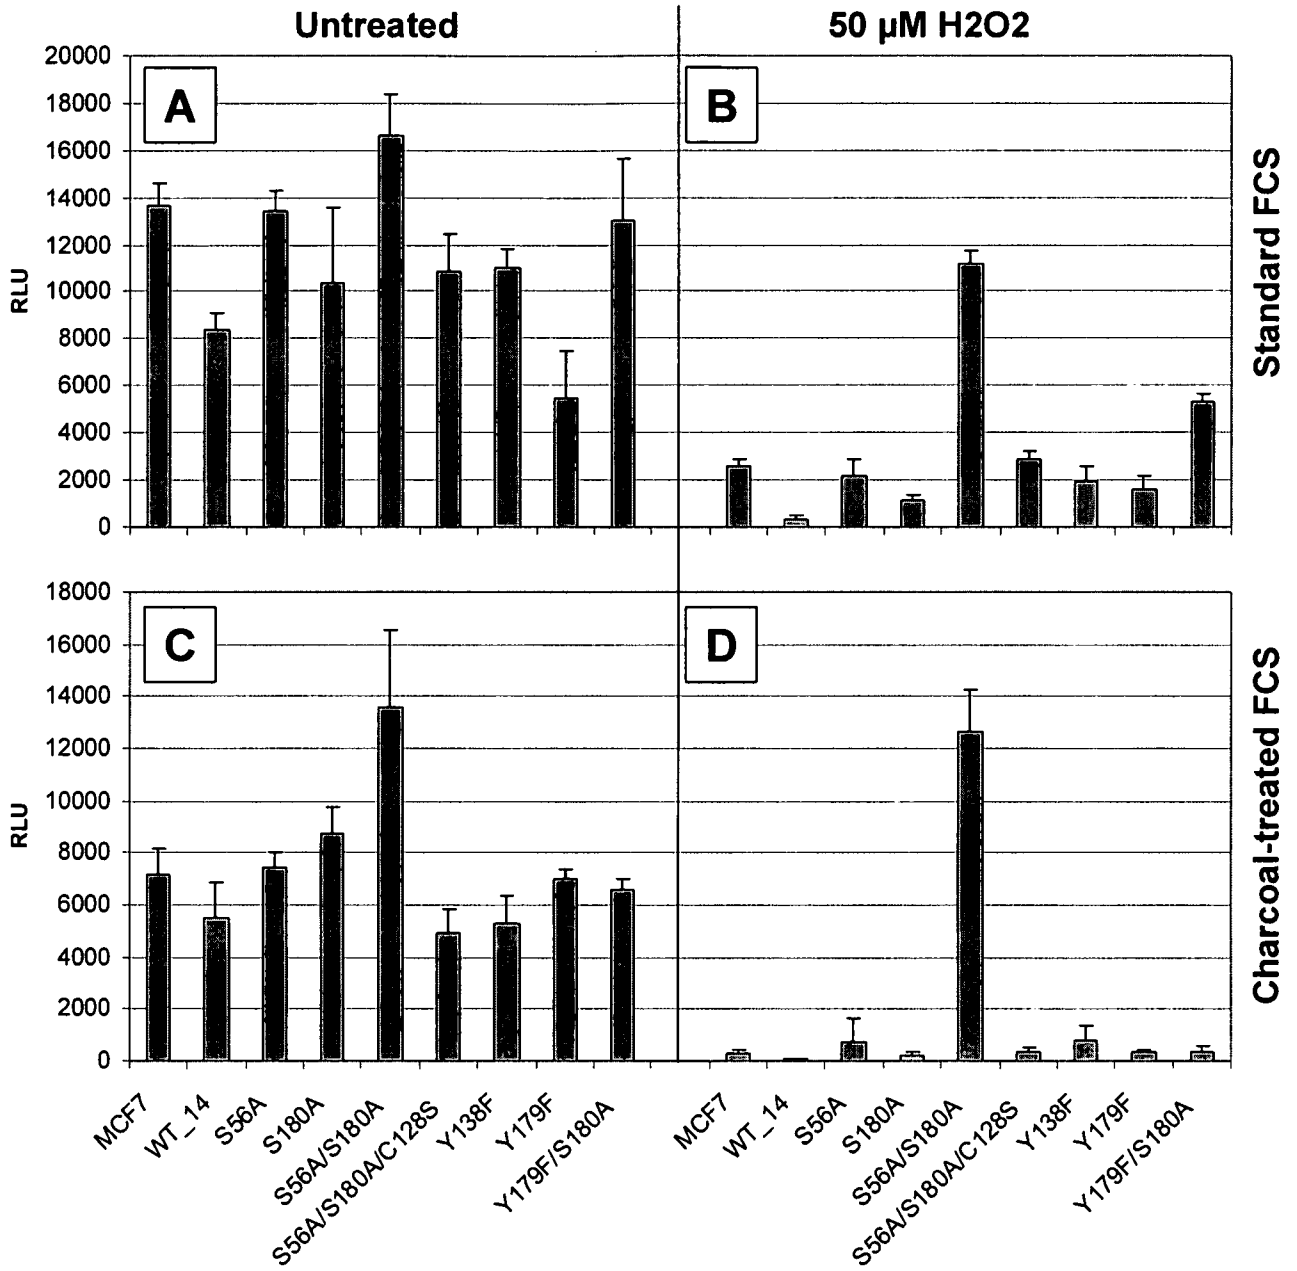 Untreated
50 µM H2O2
20000
18000
16000
14000
12000
10000
8000
6000
4000
2000
0
RLU
A
B
Standard FCS
18000
16000
14000
12000
10000
8000
6000
4000
2000
0
RLU
C
D
Charcoal-treated FCS
MCF7
WT_14
S56A
S180A
S56A/S180A
S56A/S180A/C128S
Y138F
Y179F
Y179F/S180A
MCF7
WT_14
S56A
S180A
S56A/S180A
S56A/S180A/C128S
Y138F
Y179F
Y179F/S180A